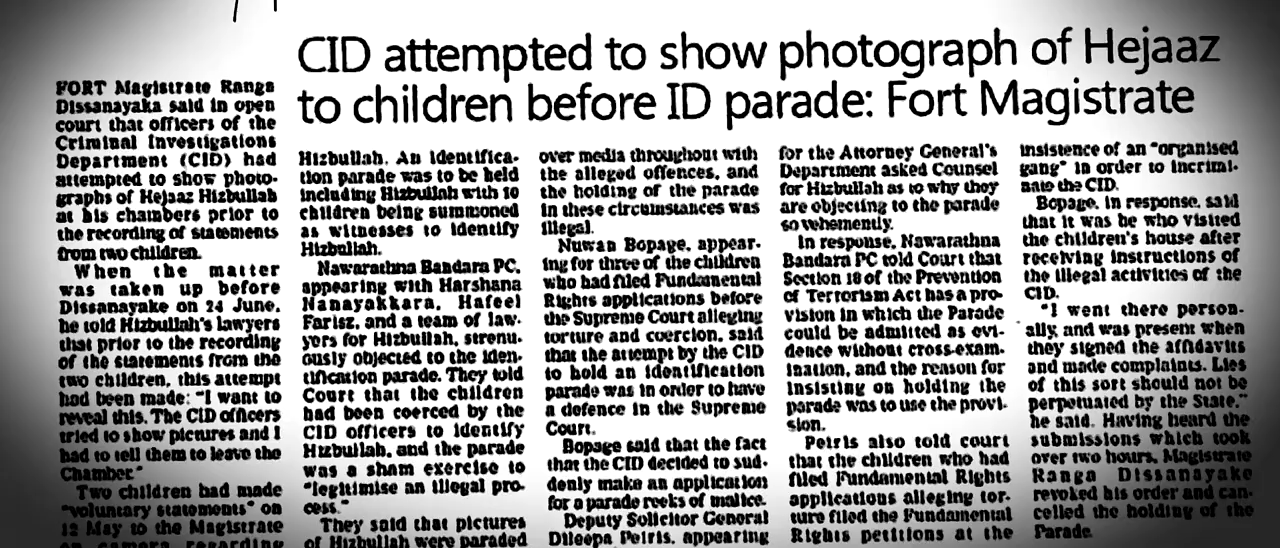 CID attempted to show photograph of Hejaaz
to children before ID parade: Fort Magistrate
FORT Magistrate Ranga
Dissanayaka said in open
court that officers of the
Criminal Investigations
Department (CID) had
attempted to show photo-
graphs of Hejaaz Hizbullah
at his chambers prior to
the recording of statements
from two children.
When the matter
was taken up before
Dissanayake on 24 June,
he told Hizbullah's lawyers
that prior to the recording
of the statements from the
two children, this attempt
had been made: "I want to
reveal this. The CID officers
tried to show pictures and I
had to tell them to leave the
Chamber."
Two children had made
"voluntary statements" on
12 May to the Magistrate
on camera regarding
Hizbullah. An identifica-
tion parade was to be held
including Hizbullah with 10
children being summoned
as witnesses to identify
Hizbullah.
Nawarathna Bandara PC,
appearing with Harshana
Nanayakkara, Hafeel
Farisz, and a team of law-
yers for Hizbullah, strenu-
ously objected to the iden-
tification parade. They told
Court that the children
had been coerced by the
CID officers to identify
Hizbullah, and the parade
was a sham exercise to
"legitimise an illegal pro-
cess."
They said that pictures
of Hizbullah were paraded
over media throughout with
the alleged offences, and
the holding of the parade
in these circumstances was
illegal.
Nuwan Bopage, appear-
ing for three of the children
who had filed Fundamental
Rights applications before
the Supreme Court alleging
torture and coercion, said
that the attempt by the CID
to hold an identification
parade was in order to have
a defence in the Supreme
Court.
Bopage said that the fact
that the CID decided to sud-
denly make an application
for a parade reeks of malice.
Deputy Solicitor General
Dileepa Peiris, appearing
for the Attorney General's
Department asked Counsel
for Hizbullah as to why they
are objecting to the parade
so vehemently.
In response, Nawarathna
Bandara PC told Court that
Section 18 of the Prevention
of Terrorism Act has a pro-
vision in which the Parade
could be admitted as evi-
dence without cross-exam-
ination, and the reason for
insisting on holding the
parade was to use the provi-
sion.
Peiris also told court
that the children who had
filed Fundamental Rights
applications alleging tor-
ture filed the Fundamental
Rights petitions at the
insistence of an "organised
gang" in order to incrimi-
nate the CID.
Bopage, in response, said
that it was he who visited
the children's house after
receiving instructions of
the illegal activities of the
CID.
"I went there person-
ally, and was present when
they signed the affidavits
and made complaints. Lies
of this sort should not be
perpetuated by the State,"
he said. Having heard the
submissions which took
over two hours, Magistrate
Ranga Dissanayake
revoked his order and can-
celled the holding of the
Parade.